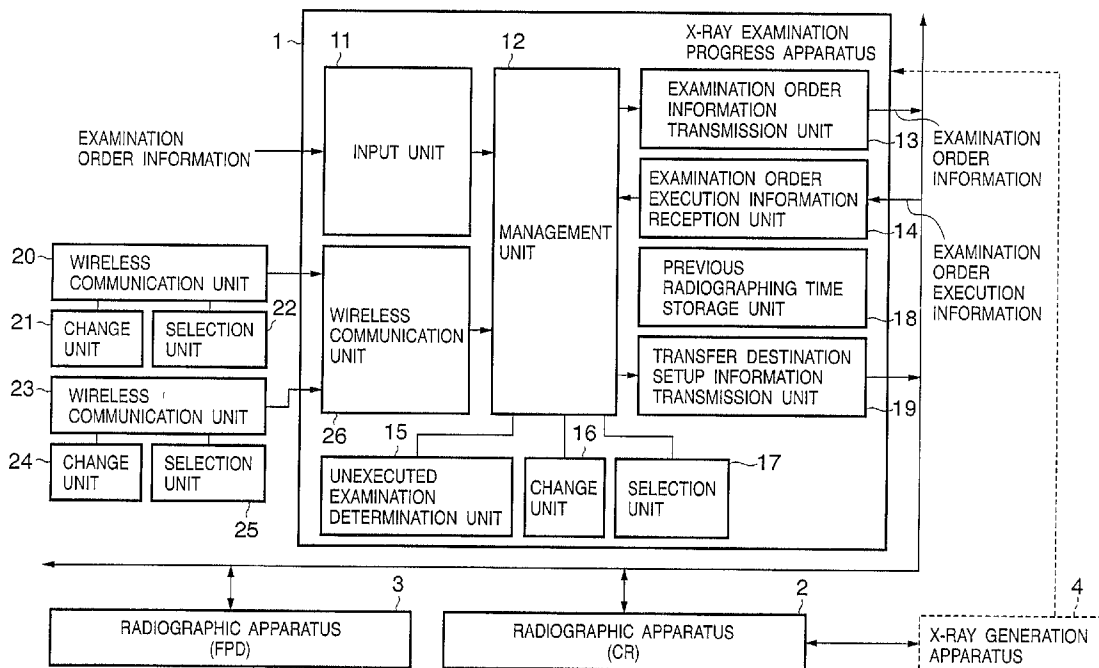 1
11
12
X-RAY EXAMINATION
PROGRESS APPARATUS
EXAMINATION ORDER
INFORMATION
TRANSMISSION UNIT
13
EXAMINATION
ORDER INFORMATION
INPUT UNIT
EXAMINATION
ORDER
INFORMATION
EXAMINATION ORDER
EXECUTION INFORMATION
RECEPTION UNIT
14
MANAGEMENT
UNIT
EXAMINATION
ORDER
EXECUTION
INFORMATION
20
WIRELESS
COMMUNICATION UNIT
21
CHANGE
UNIT
SELECTION
UNIT
22
WIRELESS
COMMUNICATION
UNIT
26
PREVIOUS
RADIOGRAPHING TIME
STORAGE UNIT
18
23
WIRELESS
COMMUNICATION UNIT
24
CHANGE
UNIT
SELECTION
UNIT
25
TRANSFER DESTINATION
SETUP INFORMATION
TRANSMISSION UNIT
19
15
UNEXECUTED
EXAMINATION
DETERMINATION UNIT
16
CHANGE
UNIT
17
SELECTION
UNIT
3
RADIOGRAPHIC APPARATUS
(FPD)
2
RADIOGRAPHIC APPARATUS
(CR)
4
X-RAY GENERATION
APPARATUS